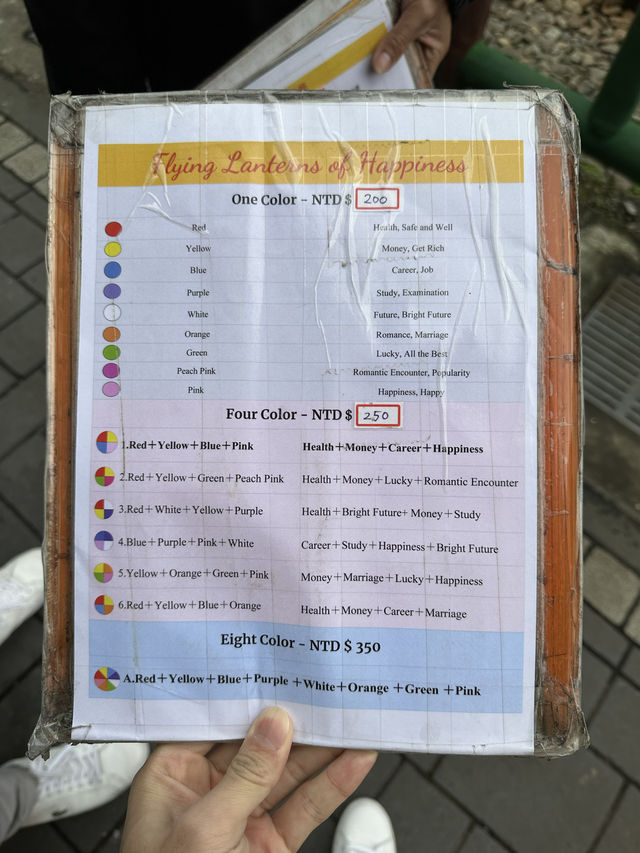 Flying Lanterns of Happiness
One Color - NTD $ 200
Red Health, Safe and Well
Yellow Money, Get Rich
Blue Career, Job
Purple Study, Examination
White Future, Bright Future
Orange Romance, Marriage
Green Lucky, All the Best
Peach Pink Romantic Encounter, Popularity
Pink Happiness, Happy
Four Color - NTD $ 250
1.Red+Yellow+Blue+Pink Health+Money+Career+Happiness
2.Red+Yellow+Green+Peach Pink Health+Money+Lucky+Romantic Encounter
3.Red+White+Yellow+Purple Health+Bright Future+ Money+Study
4.Blue+Purple+Pink+White Career+Study+Happiness+Bright Future
5.Yellow+Orange+Green+Pink Money+Marriage+Lucky+Happiness
6.Red+Yellow+Blue+Orange Health+Money+Career+Marriage
Eight Color - NTD $ 350
A.Red+Yellow+Blue+Purple +White+Orange +Green +Pink